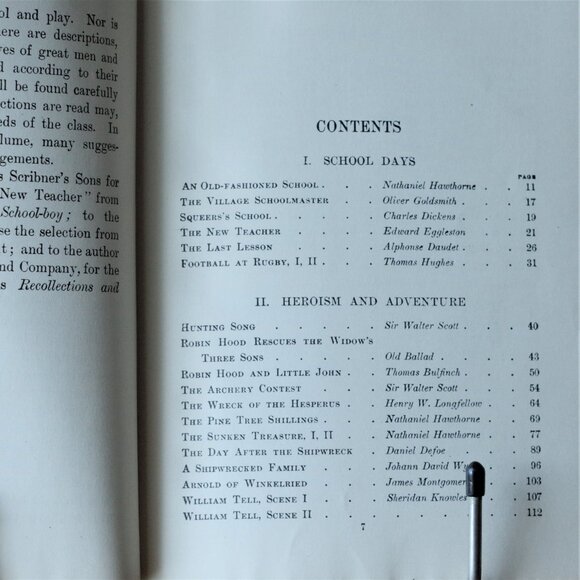 ol and play. Nor is
here are descriptions,
ves of great men and
d according to their
ll be found carefully
ctions are read may,
eds of the class. In
lume, many sugges-
gements.
s Scribner's Sons for
New Teacher" from
School-boy; to the
se the selection from
t; and to the author
nd Company, for the
s Recollections and
CONTENTS
I. SCHOOL DAYS
PAGE
AN OLD-FASHIONED SCHOOL . . . Nathaniel Hawthorne . . 11
THE VILLAGE SCHOOLMASTER . . Oliver Goldsmith . . . 17
SQUEERS'S SCHOOL . . . . Charles Dickens . . . 19
THE NEW TEACHER . . . . Edward Eggleston . . . 21
THE LAST LESSON . . . . Alphonse Daudet . . . 26
FOOTBALL AT RUGBY, I, II . . . Thomas Hughes . . . 31
II. HEROISM AND ADVENTURE
HUNTING SONG . . . . . Sir Walter Scott . . . 40
ROBIN HOOD RESCUES THE WIDOW'S
THREE SONS . . . . . Old Ballad . . . . 43
ROBIN HOOD AND LITTLE JOHN . . Thomas Bulfinch . . . 50
THE ARCHERY CONTEST . . . Sir Walter Scott . . . 54
THE WRECK OF THE HESPERUS . . Henry W. Longfellow . . 64
THE PINE TREE SHILLINGS . . . Nathaniel Hawthorne . . 69
THE SUNKEN TREASURE, I, II . . Nathaniel Hawthorne . . 77
THE DAY AFTER THE SHIPWRECK . Daniel Defoe . . . . 89
A SHIPWRECKED FAMILY . . . Johann David Wy . . 96
ARNOLD OF WINKELRIED . . . James Montgomer . . 103
WILLIAM TELL, SCENE I . . . Sheridan Knowles . . 107
WILLIAM TELL, SCENE II . . . . . . . . 112
7